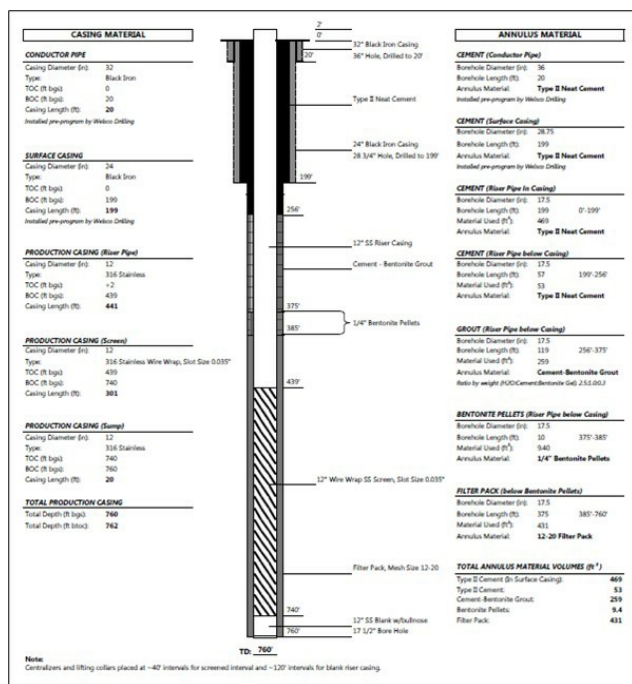 CASING MATERIAL
CONDUCTOR PIPE
Casing Diameter (in): 32
Type: Black Iron
TOC (ft bgs) 0
BOC (ft bgs): 20
Casing Length (ft): 20
Installed pre-program by Welsco Drilling
SURFACE CASING
Casing Diameter (in): 24
Type: Black Iron
TOC (ft bgs) 0
BOC (ft bgs): 199
Casing Length (ft): 199
Installed pre-program by Welsco Drilling
PRODUCTION CASING (Riser Pipe)
Casing Diameter (in): 12
Type: 316 Stainless
TOC (ft bgs) +2
BOC (ft bgs): 439
Casing Length (ft): 441
PRODUCTION CASING (Screen)
Casing Diameter (in): 12
Type: 316 Stainless Wire Wrap, Slot Size 0.035"
TOC (ft bgs) 439
BOC (ft bgs): 740
Casing Length (ft): 301
PRODUCTION CASING (Sump)
Casing Diameter (in): 12
Type: 316 Stainless
TOC (ft bgs): 740
BOC (ft bgs): 760
Casing Length (ft): 20
TOTAL PRODUCTION CASING
Total Depth (ft bgs): 760
Total Depth (ft btoc): 762
2'
0'
32" Black Iron Casing
36" Hole, Drilled to 20'
20'
Type II Neat Cement
24" Black Iron Casing
28 3/4" Hole, Drilled to 199'
199'
256'
12" SS Riser Casing
Cement - Bentonite Grout
375'
1/4" Bentonite Pellets
385'
439'
12" Wire Wrap SS Screen, Slot Size 0.035"
Filter Pack, Mesh Size 12-20
740'
12" SS Blank w/bullnose
760'
17 1/2" Bore Hole
TD: 760'
ANNULUS MATERIAL
CEMENT (Conductor Pipe)
Borehole Diameter (in): 36
Borehole Length (ft): 20
Annulus Material: Type II Neat Cement
Installed pre-program by Welsco Drilling
CEMENT (Surface Casing)
Borehole Diameter (in): 28.75
Borehole Length (ft): 199
Annulus Material: Type II Neat Cement
Installed pre-program by Welsco Drilling
CEMENT (Riser Pipe In Casing)
Borehole Diameter (in): 17.5
Borehole Length (ft): 199 0'-199'
Material Used (ft³): 469
Annulus Material: Type II Neat Cement
CEMENT (Riser Pipe below Casing)
Borehole Diameter (in): 17.5
Borehole Length (ft): 57 199'-256'
Material Used (ft³): 53
Annulus Material: Type II Neat Cement
GROUT (Riser Pipe below Casing)
Borehole Diameter (in): 17.5
Borehole Length (ft): 119 256'-375'
Material Used (ft³): 259
Annulus Material: Cement-Bentonite Grout
Ratio by weight (H2O:Cement:Bentonite Gel)
BENTONITE PELLETS (Riser Pipe below Casing)
Borehole Diameter (in): 17.5
Borehole Length (ft): 10 375'-385'
Material Used (ft³): 9.40
Annulus Material: 1/4" Bentonite Pellets
FILTER PACK (below Bentonite Pellets)
Borehole Diameter (in): 17.5
Borehole Length (ft): 375 385'-760'
Material Used (ft³): 431
Annulus Material: 12-20 Filter Pack
TOTAL ANNULUS MATERIAL VOLUMES (ft³)
Type II Cement (In Surface Casing): 469
Type II Cement: 53
Cement-Bentonite Grout: 259
Bentonite Pellets: 9.4
Filter Pack: 431
Note:
Centralizers and lifting collars placed at ~40' intervals for screened interval and ~120' intervals for blank riser casing.